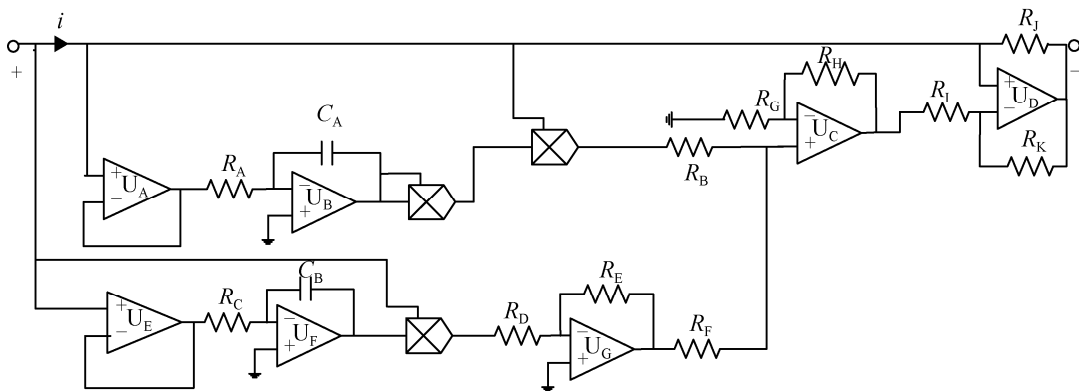 i
R_J
+
−
R_H
R_G
R_I
+
−
U_D
C_A
−
+
U_C
R_K
R_A
R_B
+
−
U_A
−
+
U_B
C_B
R_E
R_C
R_D
R_F
+
−
U_E
−
+
U_F
−
+
U_G